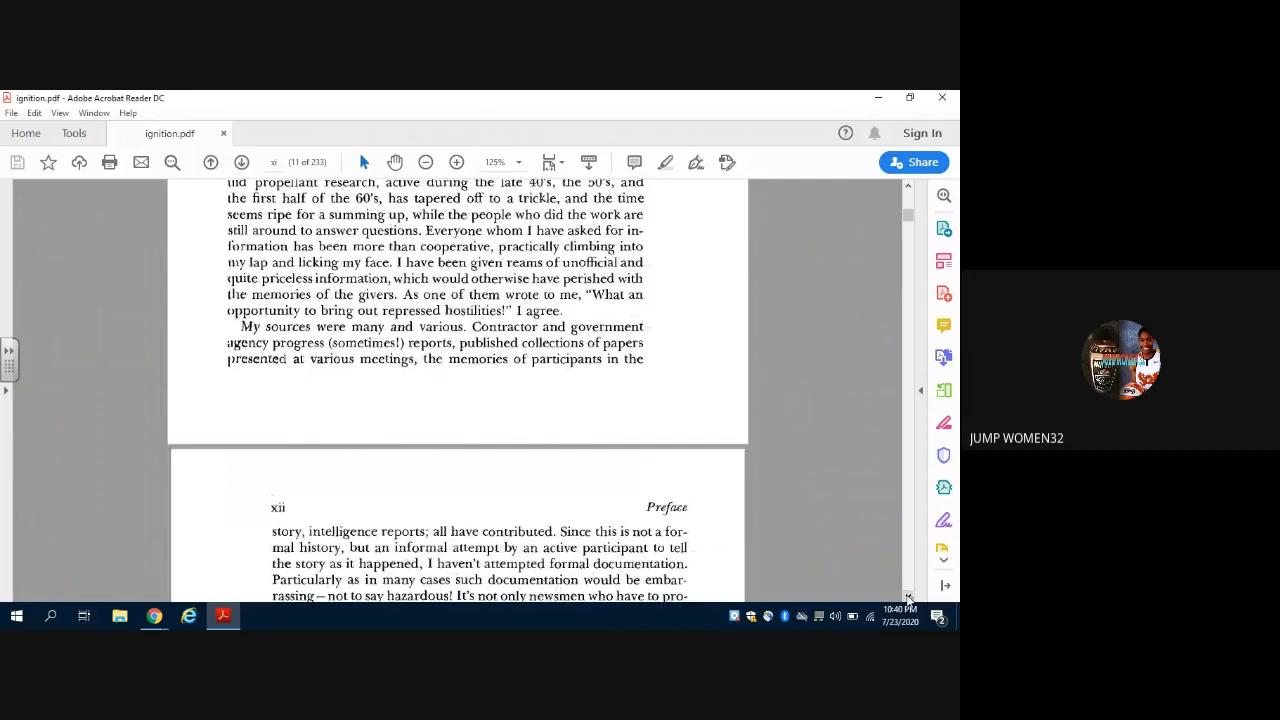 ignition.pdf - Adobe Acrobat Reader DC
File Edit View Window Help
Home Tools ignition.pdf × Sign In
xi (11 of 233) 125% Share
uid propellant research, active during the late 40's, the 50's, and
the first half of the 60's, has tapered off to a trickle, and the time
seems ripe for a summing up, while the people who did the work are
still around to answer questions. Everyone whom I have asked for in-
formation has been more than cooperative, practically climbing into
my lap and licking my face. I have been given reams of unofficial and
quite priceless information, which would otherwise have perished with
the memories of the givers. As one of them wrote to me, "What an
opportunity to bring out repressed hostilities!" I agree.
My sources were many and various. Contractor and government
agency progress (sometimes!) reports, published collections of papers
presented at various meetings, the memories of participants in the
xii Preface
story, intelligence reports; all have contributed. Since this is not a for-
mal history, but an informal attempt by an active participant to tell
the story as it happened, I haven't attempted formal documentation.
Particularly as in many cases such documentation would be embar-
rassing—not to say hazardous! It's not only newsmen who have to pro-
10:40 PM
7/23/2020
2
JUMP WOMEN32